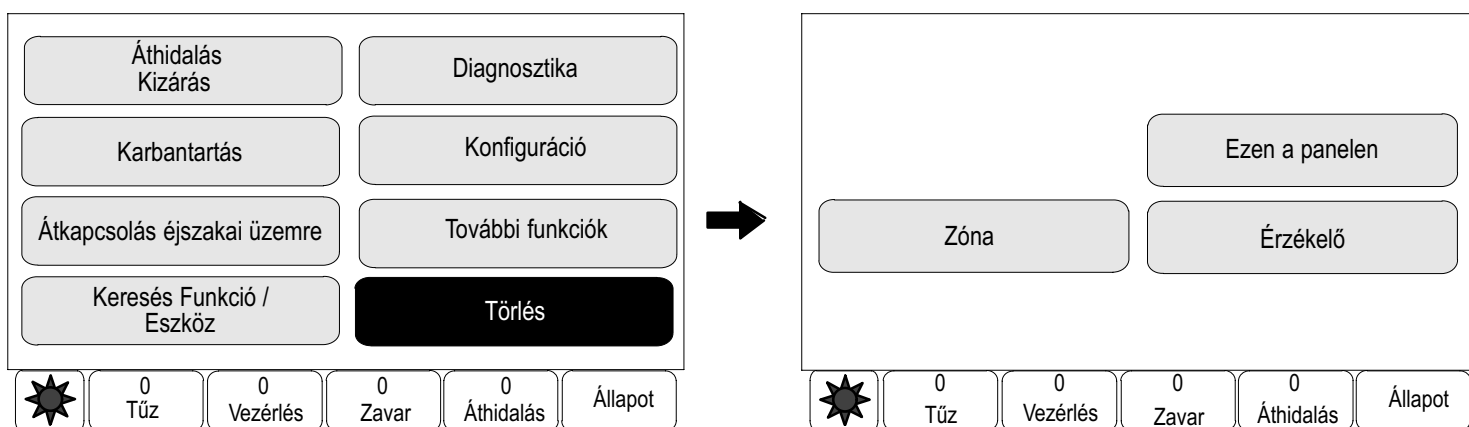 Áthidalás
Kizárás
Diagnosztika
Karbantartás
Konfiguráció
Átkapcsolás éjszakai üzemre
További funkciók
Keresés Funkció /
Eszköz
Törlés
0
Tűz
0
Vezérlés
0
Zavar
0
Áthidalás
Állapot
Ezen a panelen
Zóna
Érzékelő
0
Tűz
0
Vezérlés
0
Zavar
0
Áthidalás
Állapot